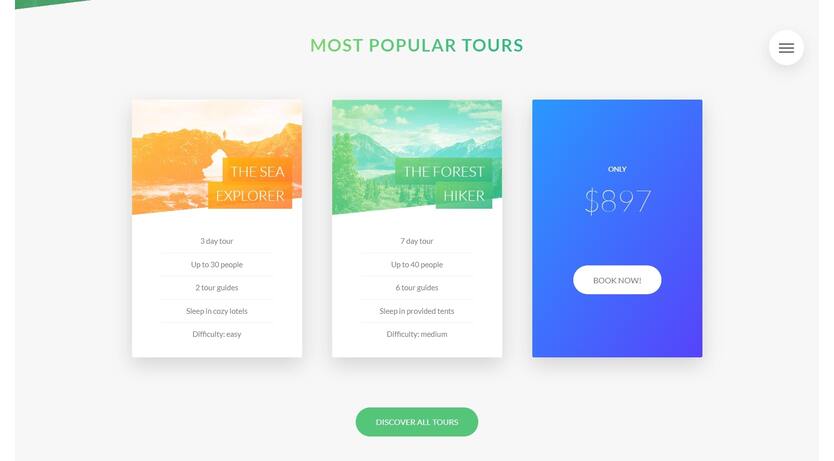 MOST POPULAR TOURS
THE SEA
EXPLORER
3 day tour
Up to 30 people
2 tour guides
Sleep in cozy hotels
Difficulty: easy
THE FOREST
HIKER
7 day tour
Up to 40 people
6 tour guides
Sleep in provided tents
Difficulty: medium
ONLY
$897
BOOK NOW!
DISCOVER ALL TOURS